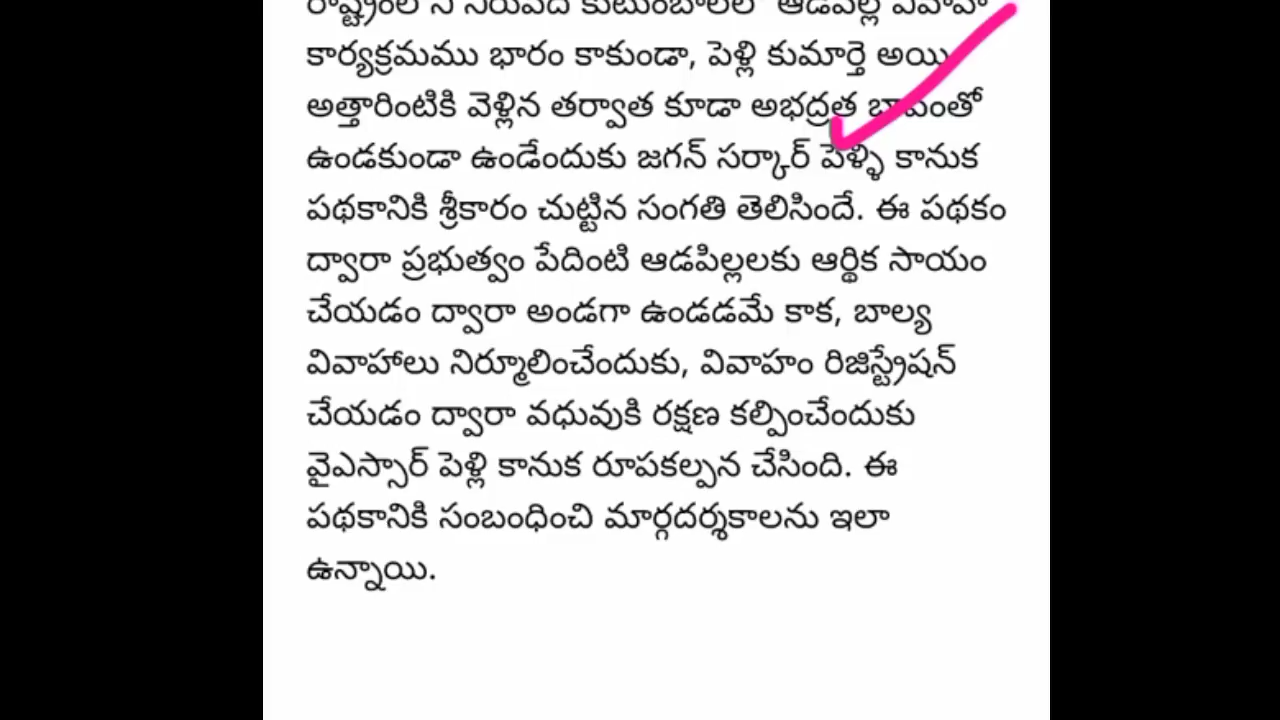 కార్యక్రమము భారం కాకుండా, పెళ్లి కుమార్తె అయి
అత్తారింటికి వెళ్లిన తర్వాత కూడా అభద్రత
ఉండకుండా ఉండేందుకు జగన్ సర్కార్ పెళ్ళి కానుక
పథకానికి శ్రీకారం చుట్టిన సంగతి తెలిసిందే. ఈ పథకం
ద్వారా ప్రభుత్వం పేదింటి ఆడపిల్లలకు ఆర్థిక సాయం
చేయడం ద్వారా అండగా ఉండడమే కాక, బాల్య
వివాహాలు నిర్మూలించేందుకు, వివాహం రిజిస్ట్రేషన్
చేయడం ద్వారా వధువుకి రక్షణ కల్పించేందుకు
వైఎస్సార్ పెళ్లి కానుక రూపకల్పన చేసింది. ఈ
పథకానికి సంబంధించి మార్గదర్శకాలను ఇలా
ఉన్నాయి.